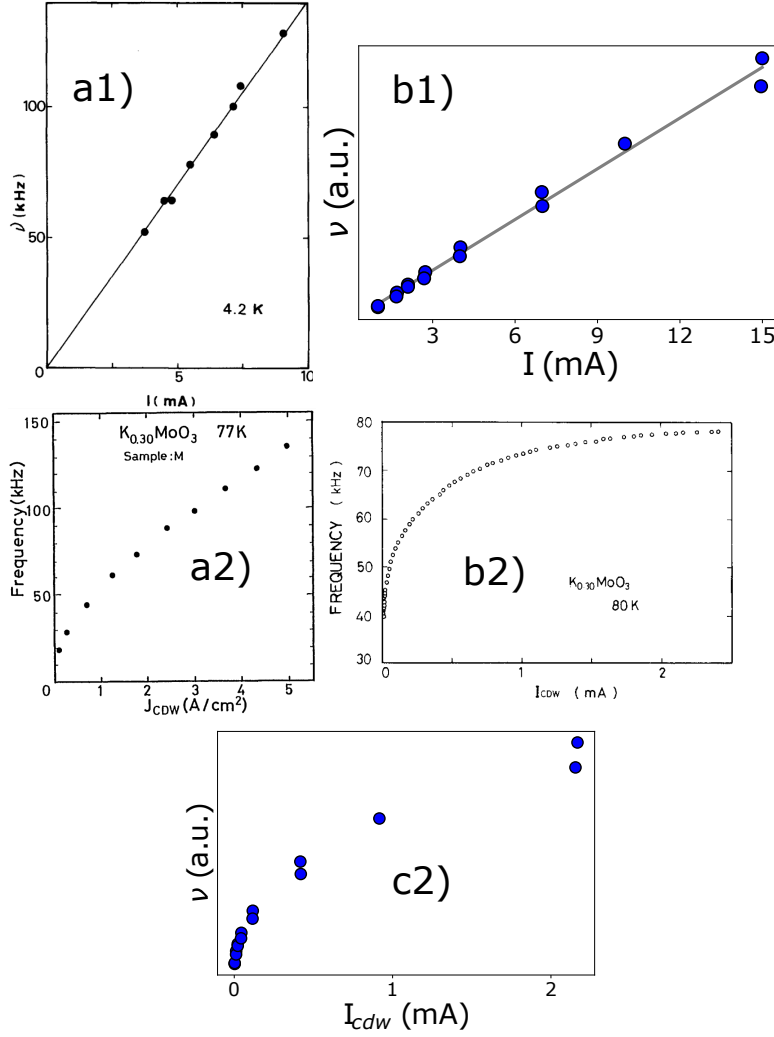 a1)
ν (kHz)
100
50
0
5
10
4.2 K
I (mA)
b1)
ν (a.u.)
3
6
9
12
15
I (mA)
150
100
50
0
K0.30MoO3 77K
Sample:M
Frequency(kHz)
a2)
0
1
2
3
4
5
JCDW(A/cm²)
80
70
60
50
40
30
FREQUENCY (kHz)
b2)
K0.30MoO3
80K
0
1
2
ICDW (mA)
ν (a.u.)
c2)
0
1
2
Icdw (mA)